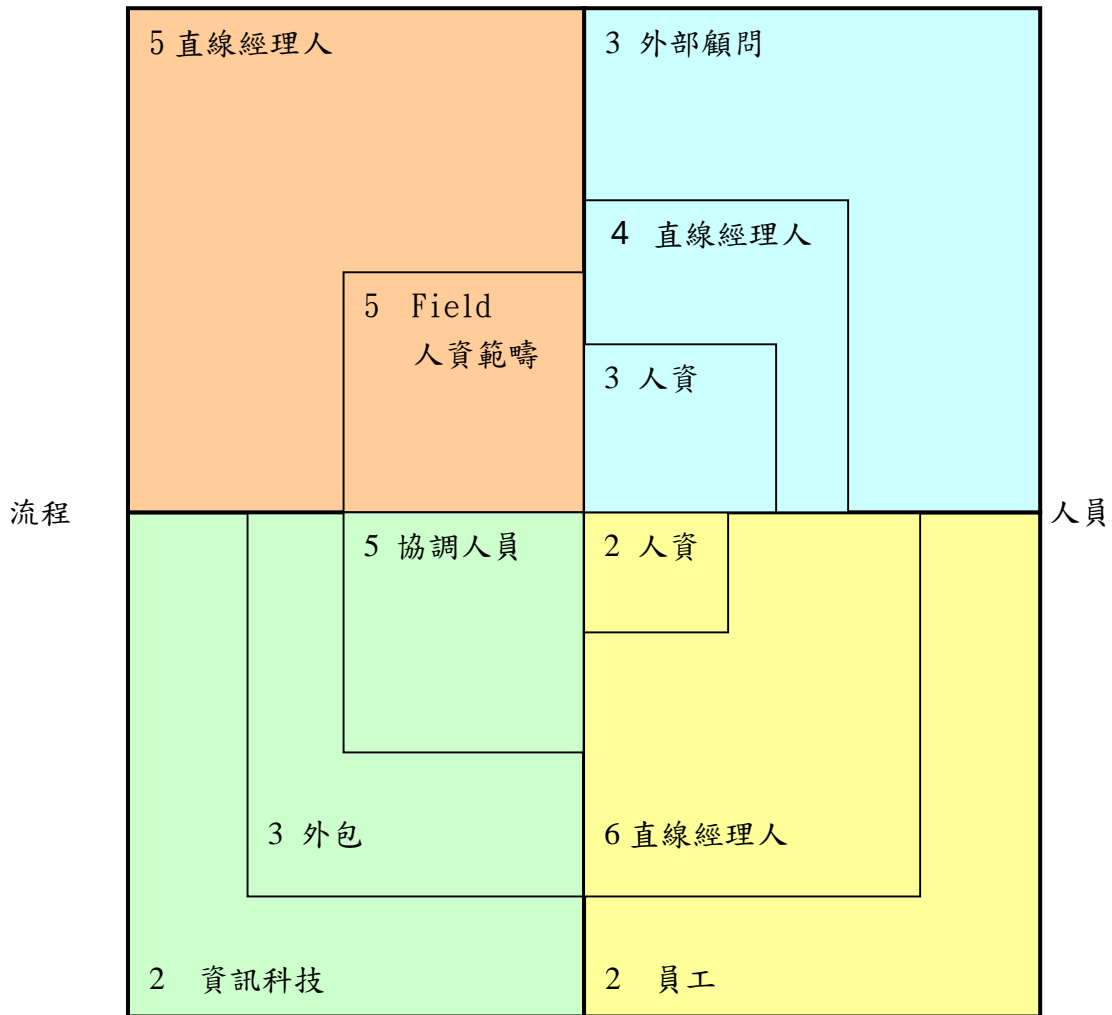 5 直線經理人
3 外部顧問
4 直線經理人
5 Field
人資範疇
3 人資
流程
人員
5 協調人員
2 人資
3 外包
6 直線經理人
2 資訊科技
2 員工